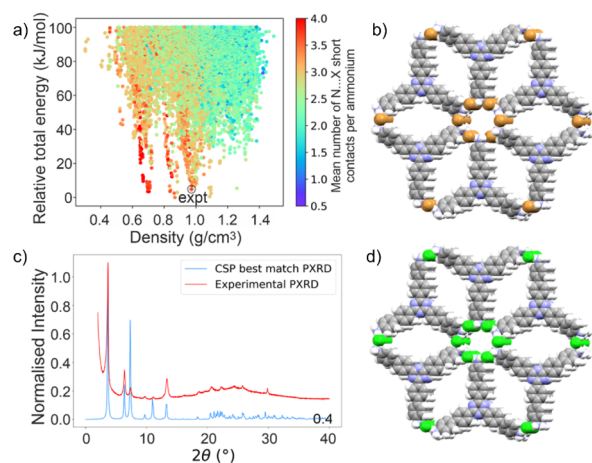 a)
Relative total energy (kJ/mol)
100
80
60
40
20
0
expt
0.4 0.6 0.8 1.0 1.2 1.4
Density (g/cm³)
4.0
3.5
3.0
2.5
2.0
1.5
1.0
0.5
Mean number of N...X short
contacts per ammonium
b)
c)
Normalised Intensity
1.0
0.8
0.6
0.4
0.2
0.0
CSP best match PXRD
Experimental PXRD
0.4
0 10 20 30 40
2θ (°)
d)